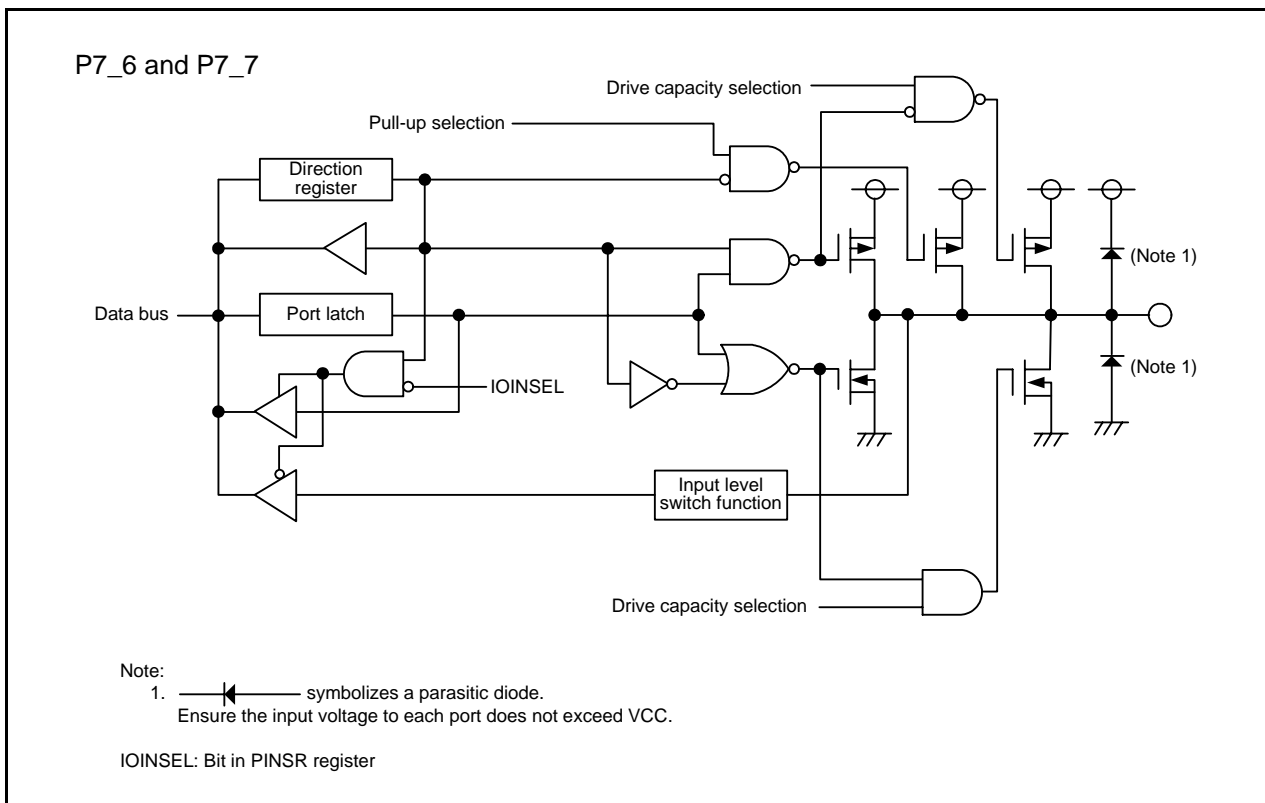 P7_6 and P7_7
Drive capacity selection
Pull-up selection
Direction
register
(Note 1)
Data bus
Port latch
(Note 1)
IOINSEL
Input level
switch function
Drive capacity selection
Note:
1. symbolizes a parasitic diode.
Ensure the input voltage to each port does not exceed VCC.
IOINSEL: Bit in PINSR register